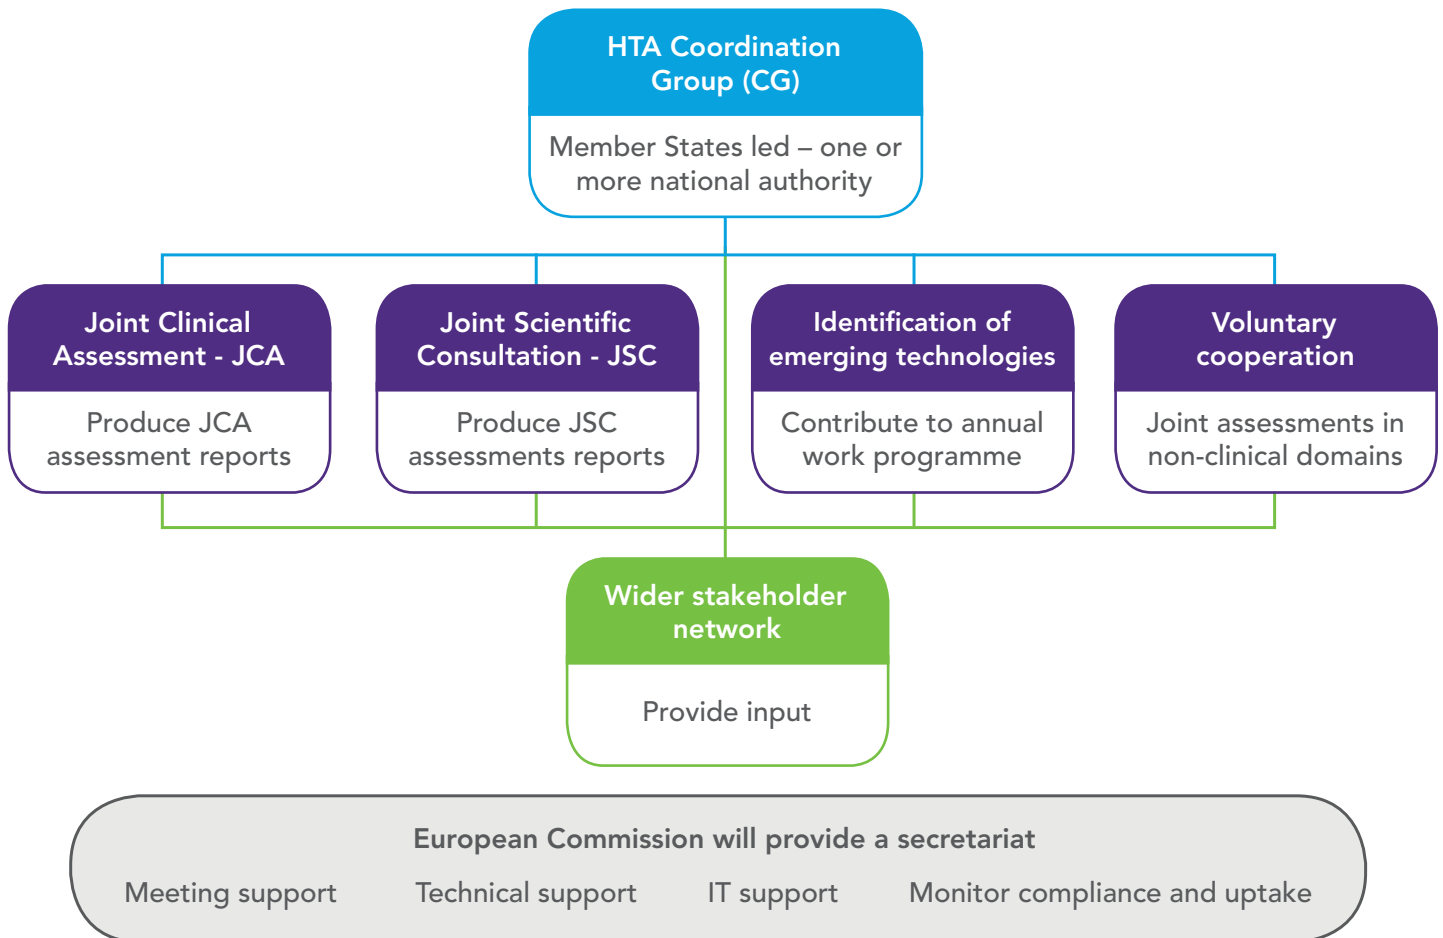 HTA Coordination
Group (CG)
Member States led – one or
more national authority
Joint Clinical
Assessment - JCA
Produce JCA
assessment reports
Joint Scientific
Consultation - JSC
Produce JSC
assessments reports
Identification of
emerging technologies
Contribute to annual
work programme
Voluntary
cooperation
Joint assessments in
non-clinical domains
Wider stakeholder
network
Provide input
European Commission will provide a secretariat
Meeting support Technical support IT support Monitor compliance and uptake